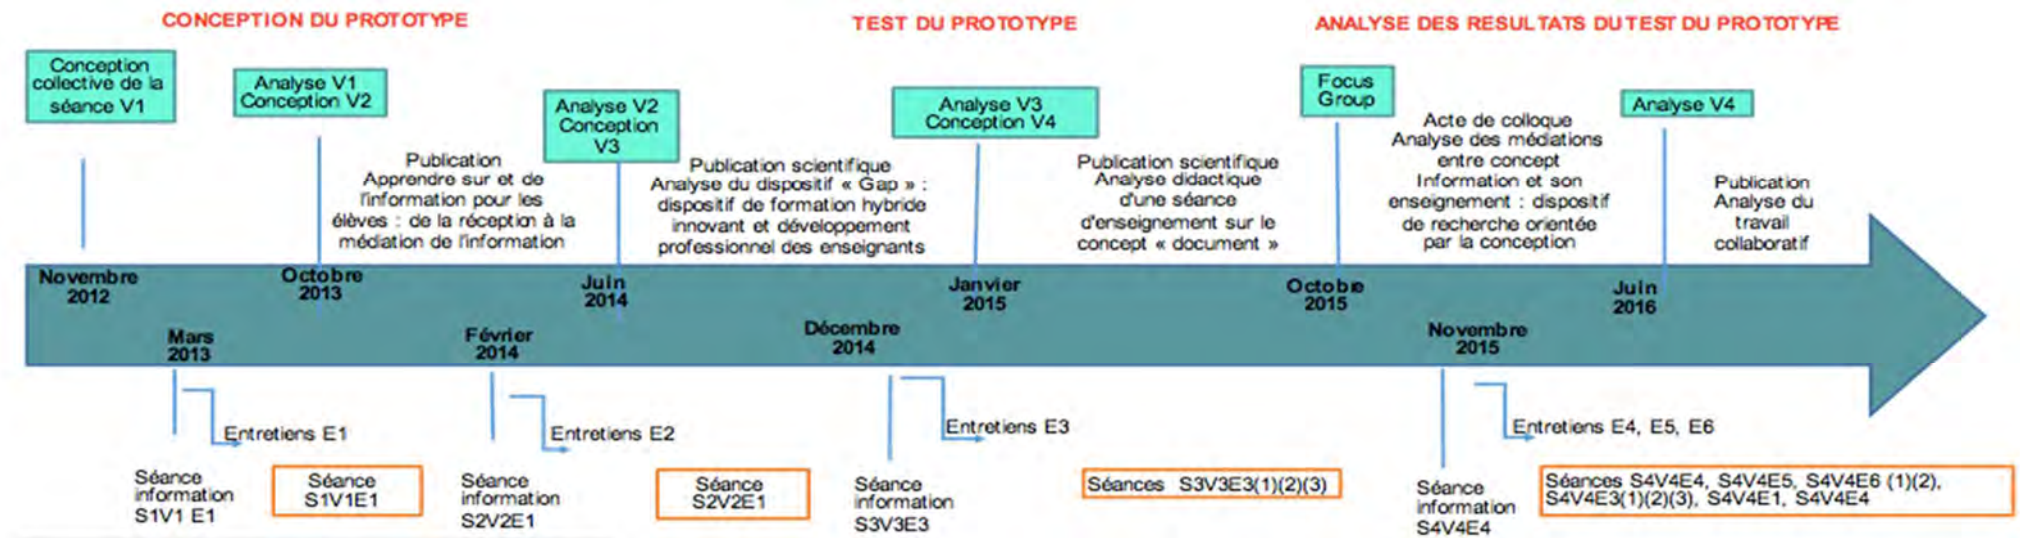 CONCEPTION DU PROTOTYPE
TEST DU PROTOTYPE
ANALYSE DES RESULTATS DU TEST DU PROTOTYPE
Conception
collective de la
séance V1
Analyse V1
Conception V2
Publication
Apprendre sur et de
l'information pour les
élèves : de la réception à la
médiation de l'information
Analyse V2
Conception
V3
Publication scientifique
Analyse du dispositif « Gap » :
dispositif de formation hybride
innovant et développement
professionnel des enseignants
Analyse V3
Conception V4
Publication scientifique
Analyse didactique
d'une séance
d'enseignement sur le
concept « document »
Focus
Group
Acte de colloque
Analyse des médiations
entre concept
Information et son
enseignement : dispositif
de recherche orientée
par la conception
Analyse V4
Publication
Analyse du
travail
collaboratif
Novembre
2012
Octobre
2013
Juin
2014
Janvier
2015
Octobre
2015
Juin
2016
Mars
2013
Février
2014
Décembre
2014
Novembre
2015
Entretiens E1
Entretiens E2
Entretiens E3
Entretiens E4, E5, E6
Séance
information
S1V1 E1
Séance
S1V1E1
Séance
information
S2V2E1
Séance
S2V2E1
Séance
information
S3V3E3
Séances S3V3E3(1)(2)(3)
Séance
information
S4V4E4
Séances S4V4E4, S4V4E5, S4V4E6 (1)(2),
S4V4E3(1)(2)(3), S4V4E1, S4V4E4